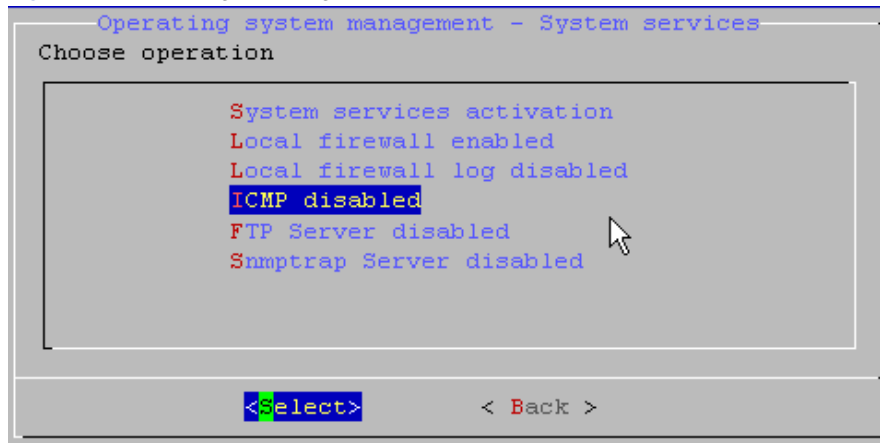 Operating system management - System services
Choose operation
System services activation
Local firewall enabled
Local firewall log disabled
ICMP disabled
FTP Server disabled
Snmptrap Server disabled
<Select> < Back >